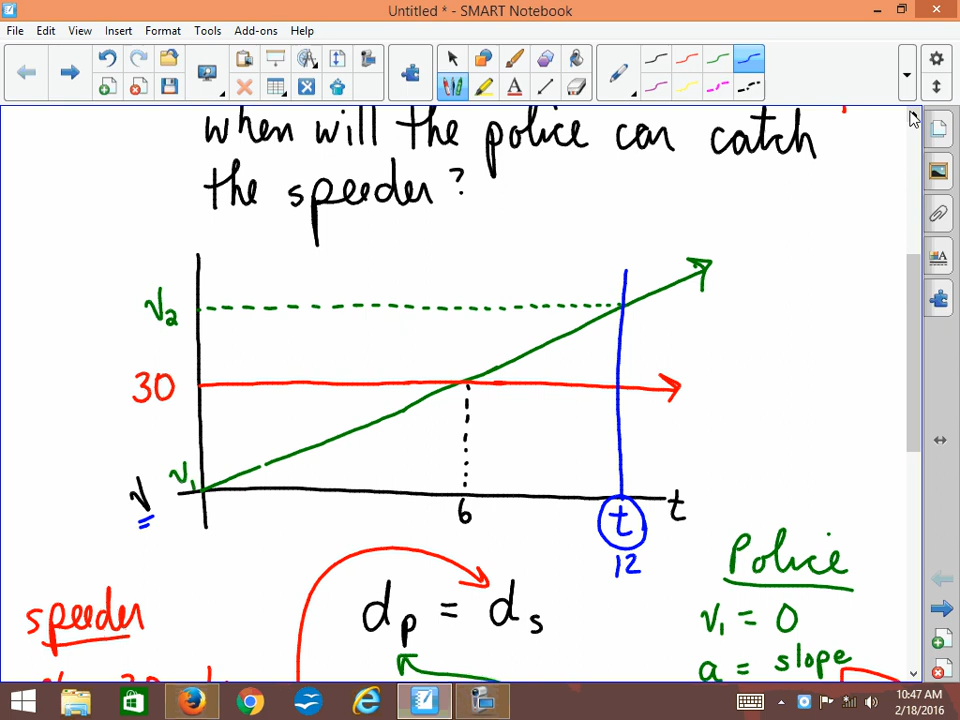 Untitled * - SMART Notebook
File Edit View Insert Format Tools Add-ons Help
when will the police can catch
the speeder?
V2
30
V1
V
6
t
t
12
Police
speeder
dp = ds
v1 = 0
a = slope
10:47 AM
2/18/2016